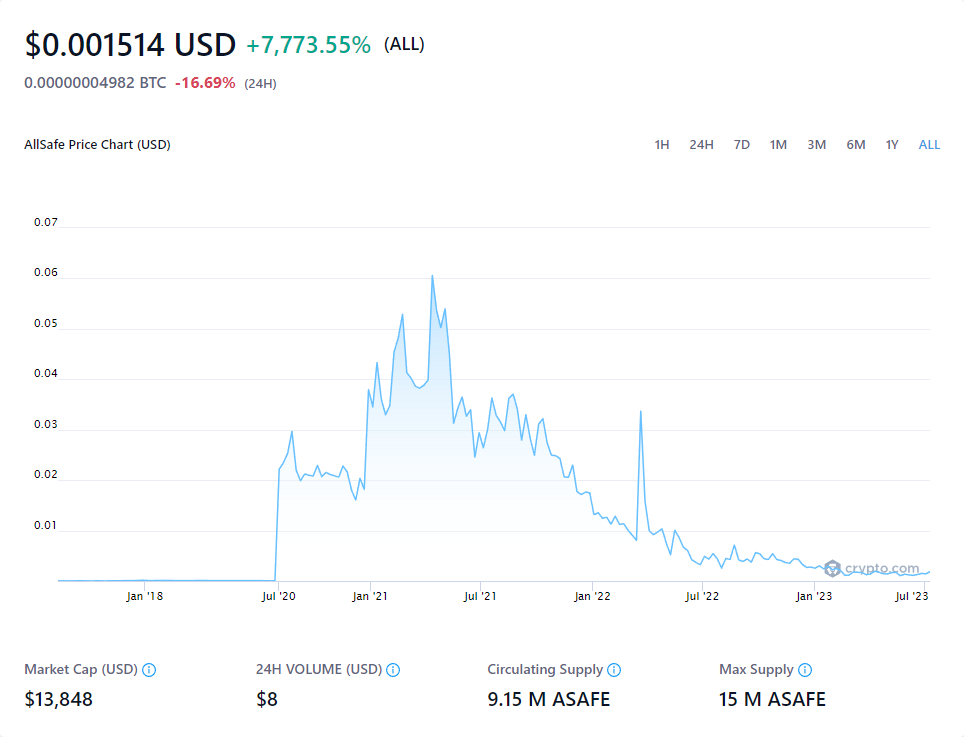 $0.001514 USD +7,773.55% (ALL)
0.00000004982 BTC -16.69% (24H)
AllSafe Price Chart (USD) 1H 24H 7D 1M 3M 6M 1Y ALL
0.07
0.06
0.05
0.04
0.03
0.02
0.01
crypto.com
Jan '18 Jul '20 Jan '21 Jul '21 Jan '22 Jul '22 Jan '23 Jul '23
Market Cap (USD) 24H VOLUME (USD) Circulating Supply Max Supply
$13,848 $8 9.15 M ASAFE 15 M ASAFE